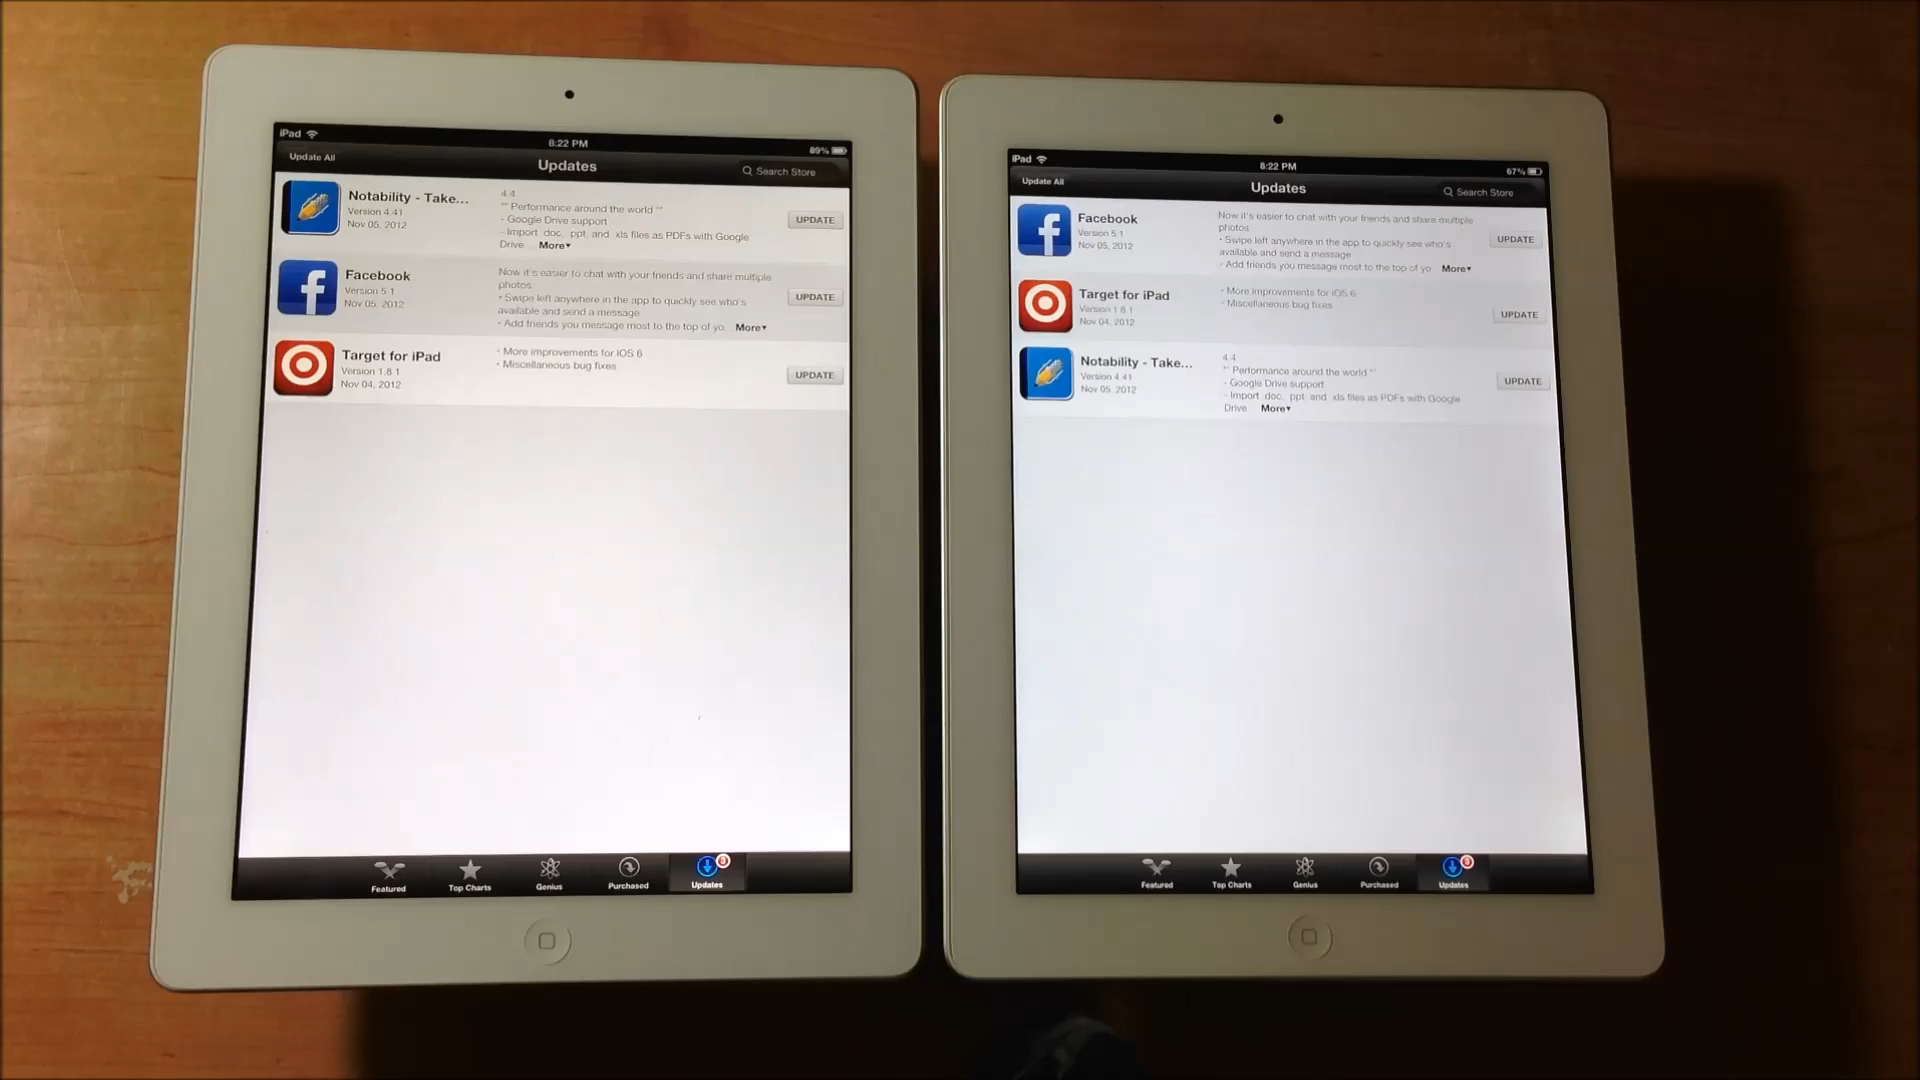 iPad
8:22 PM
89%
Update All
Updates
Search Store
Notability - Take...
Version 4.41
Nov 05, 2012
4.4
** Performance around the world **
- Google Drive support
- Import .doc, .ppt, and .xls files as PDFs with Google
Drive More▾
UPDATE
f
Facebook
Version 5.1
Nov 05, 2012
Now it's easier to chat with your friends and share multiple
photos
• Swipe left anywhere in the app to quickly see who's
available and send a message
• Add friends you message most to the top of yo More▾
UPDATE
Target for iPad
Version 1.8.1
Nov 04, 2012
• More improvements for iOS 6
• Miscellaneous bug fixes
UPDATE
Featured
Top Charts
Genius
Purchased
Updates
3
iPad
8:22 PM
67%
Update All
Updates
Search Store
f
Facebook
Version 5.1
Nov 05, 2012
Now it's easier to chat with your friends and share multiple
photos
• Swipe left anywhere in the app to quickly see who's
available and send a message
• Add friends you message most to the top of yo More▾
UPDATE
Target for iPad
Version 1.8.1
Nov 04, 2012
• More improvements for iOS 6
• Miscellaneous bug fixes
UPDATE
Notability - Take...
Version 4.41
Nov 05, 2012
4.4
** Performance around the world **
- Google Drive support
- Import .doc, .ppt, and .xls files as PDFs with Google
Drive More▾
UPDATE
Featured
Top Charts
Genius
Purchased
Updates
3